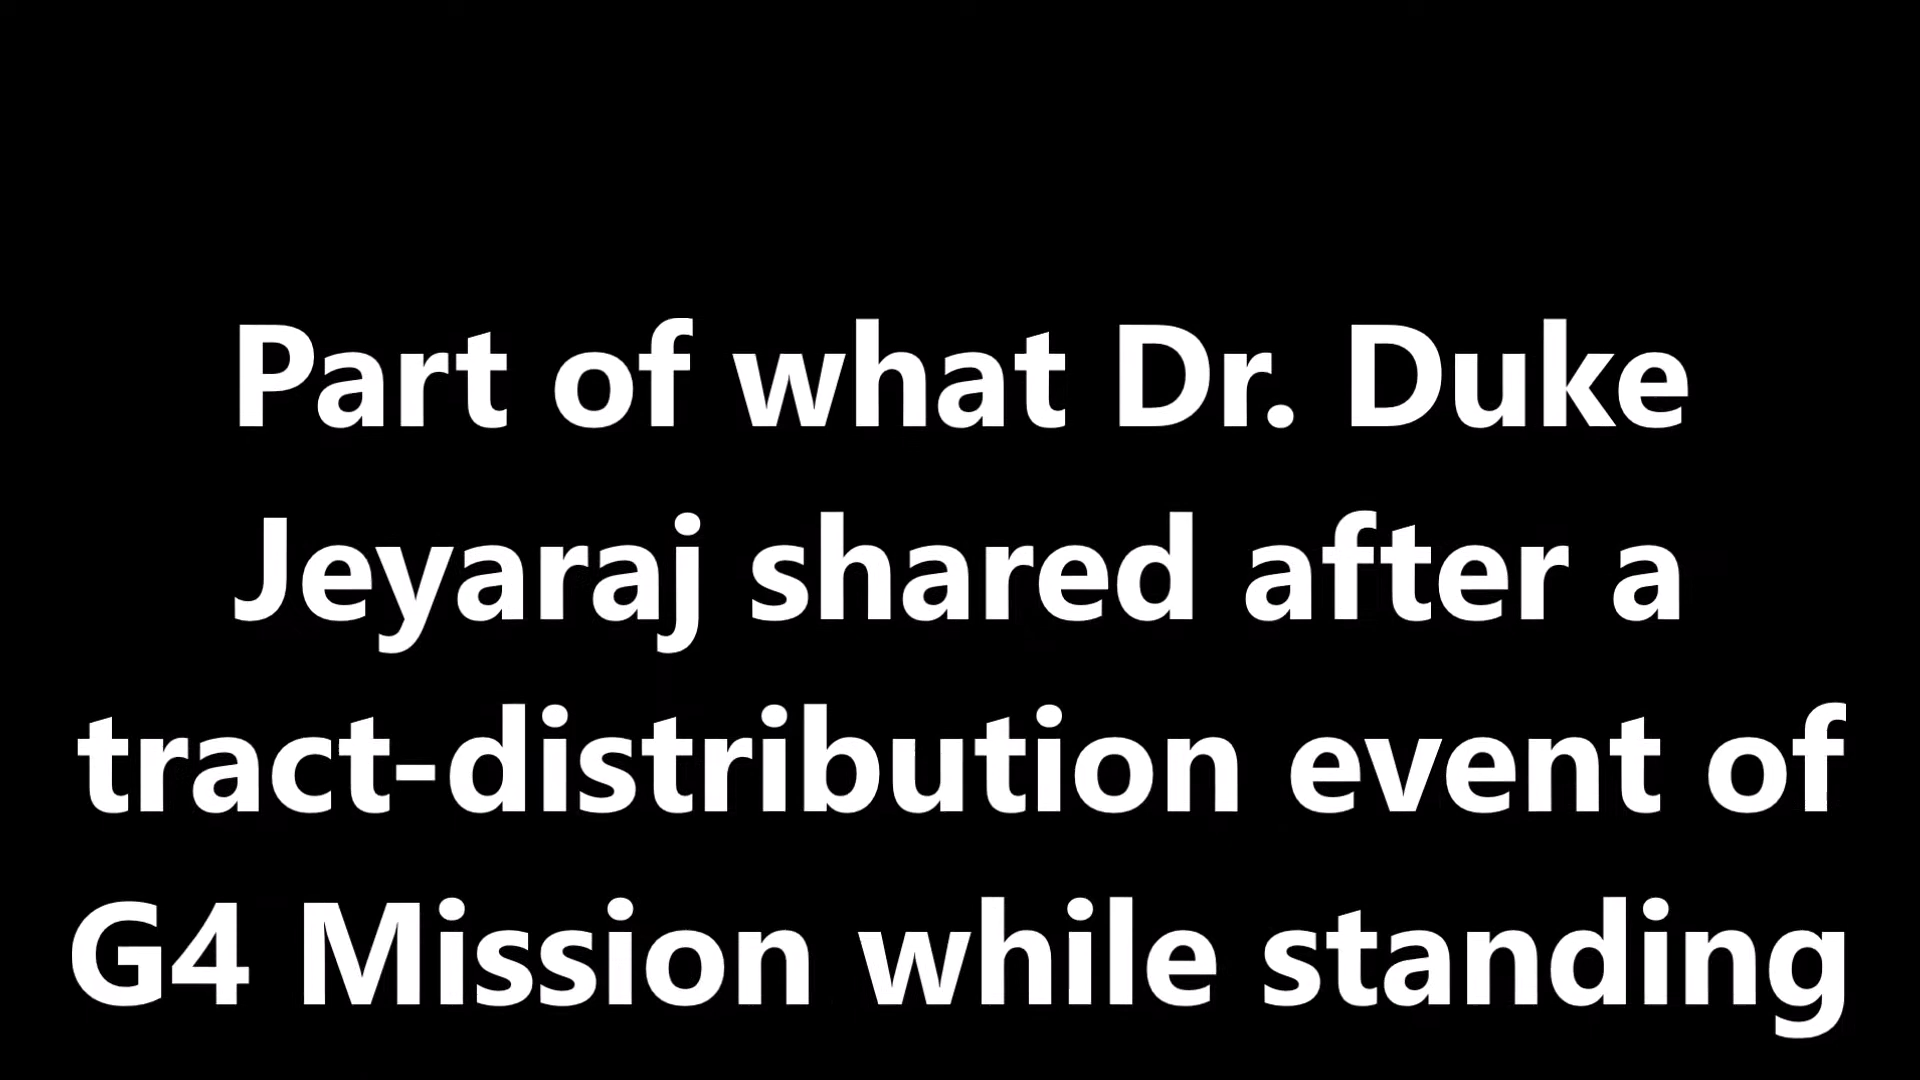 Part of what Dr. Duke
Jeyaraj shared after a
tract-distribution event of
G4 Mission while standing